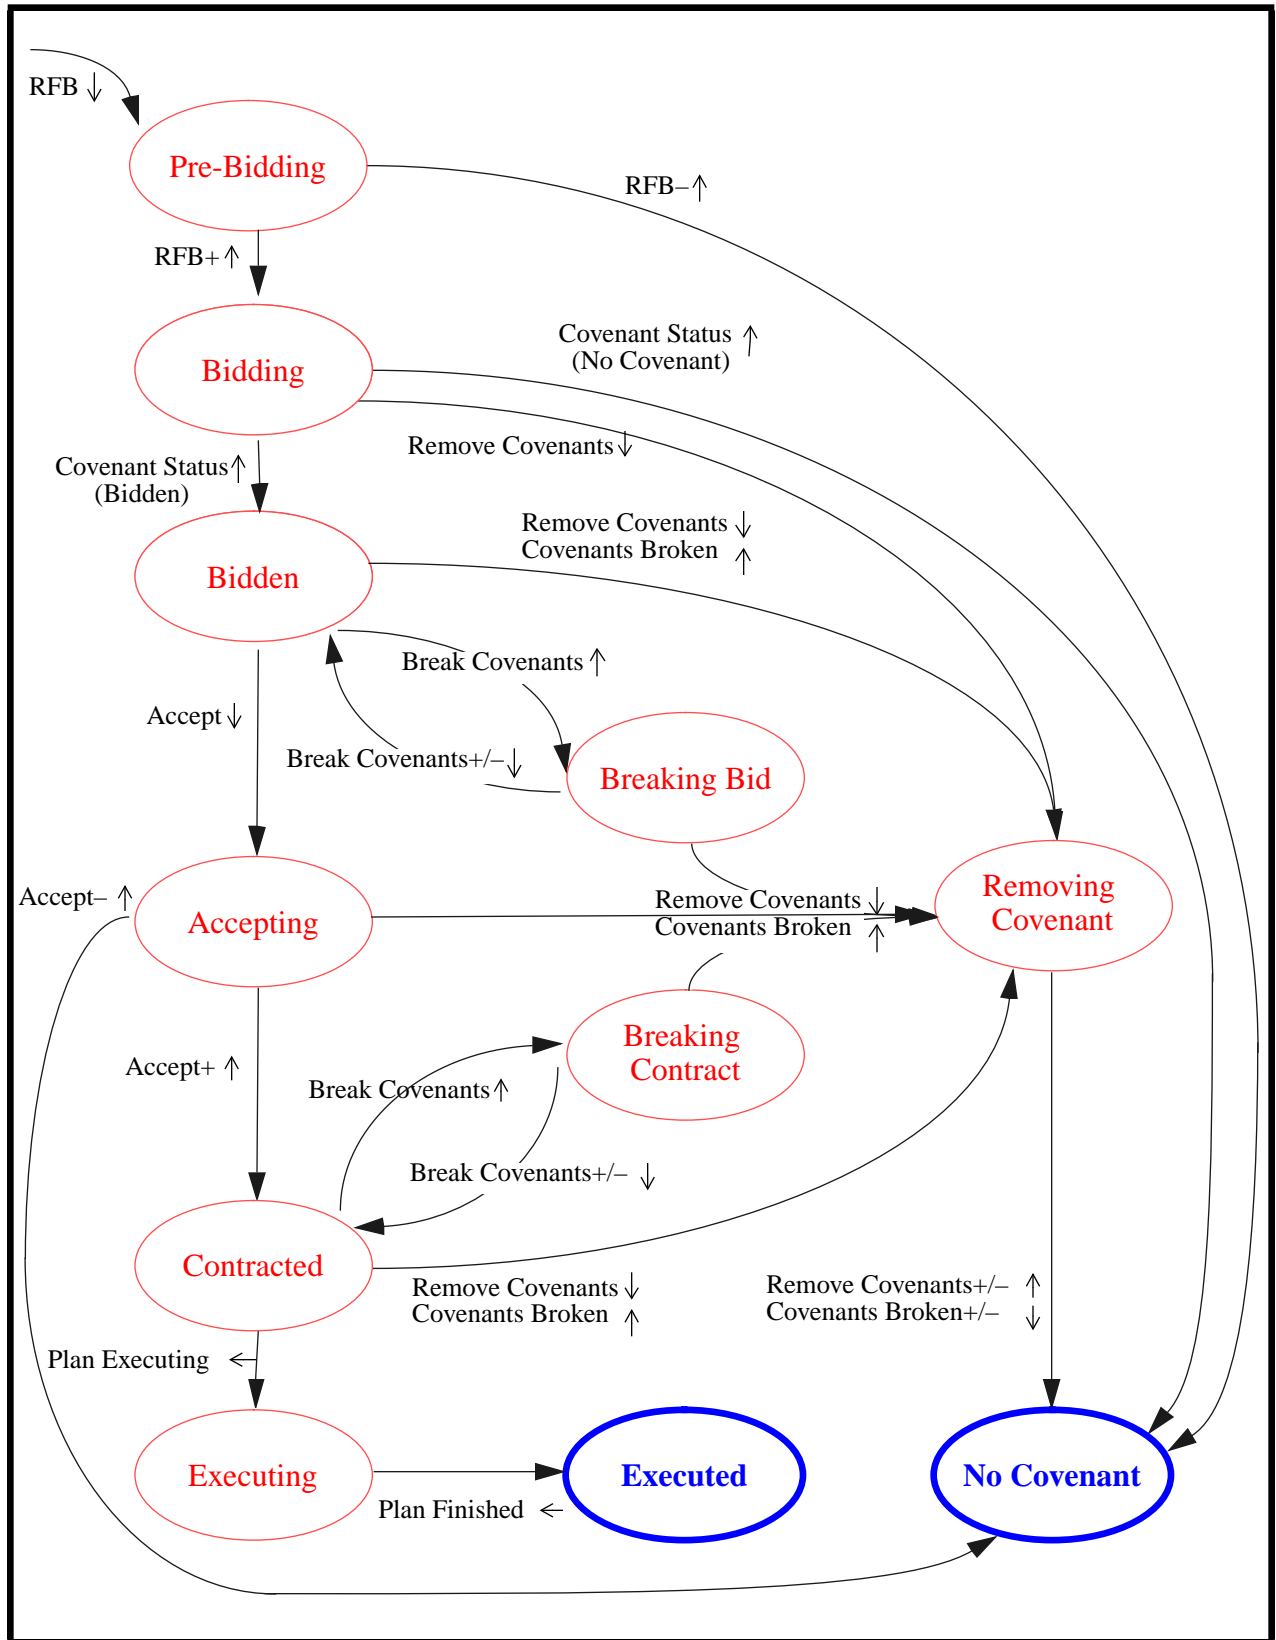 RFB ↓
Pre-Bidding
RFB– ↑
RFB+ ↑
Covenant Status ↑
(No Covenant)
Bidding
Remove Covenants ↓
Covenant Status ↑
(Bidden)
Remove Covenants ↓
Covenants Broken ↑
Bidden
Break Covenants ↑
Accept ↓
Break Covenants+/– ↓
Breaking Bid
Accept– ↑
Accepting
Remove Covenants ↓
Covenants Broken ↑
Removing
Covenant
Breaking
Contract
Accept+ ↑
Break Covenants ↑
Break Covenants+/– ↓
Contracted
Remove Covenants ↓
Covenants Broken ↑
Remove Covenants+/– ↑
Covenants Broken+/– ↓
Plan Executing ←
Executing
Executed
No Covenant
Plan Finished ←